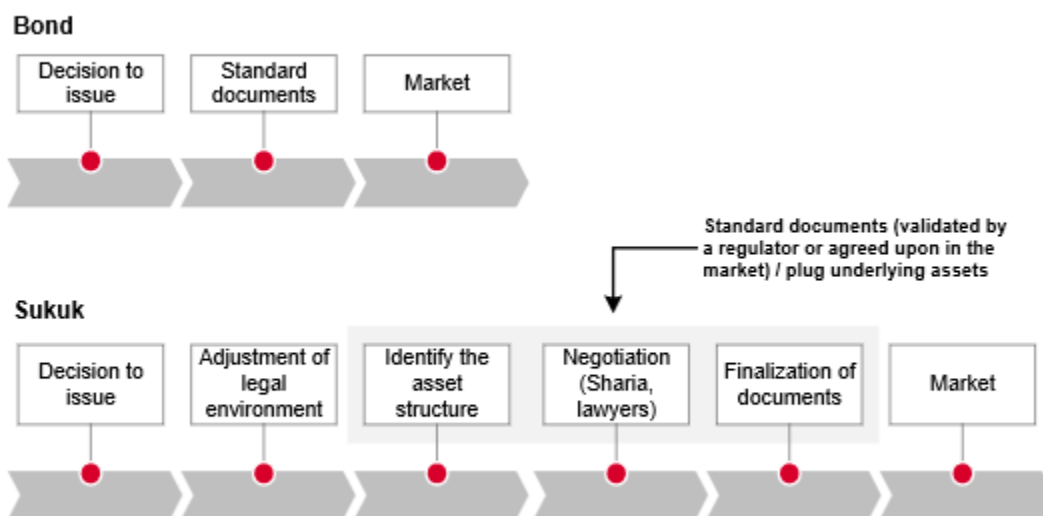 Bond
Decision to
issue
Standard
documents
Market
Standard documents (validated by
a regulator or agreed upon in the
market) / plug underlying assets
Sukuk
Decision to
issue
Adjustment of
legal
environment
Identify the
asset
structure
Negotiation
(Sharia,
lawyers)
Finalization of
documents
Market